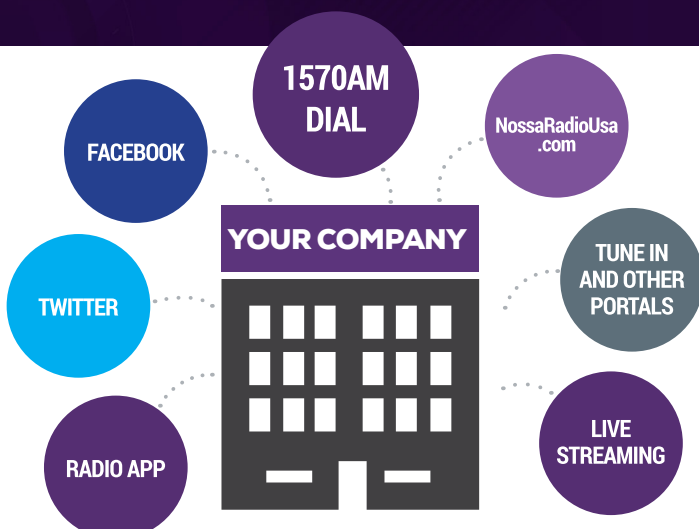 1570AM
DIAL
FACEBOOK
NossaRadioUsa
.com
YOUR COMPANY
TWITTER
TUNE IN
AND OTHER
PORTALS
RADIO APP
LIVE
STREAMING